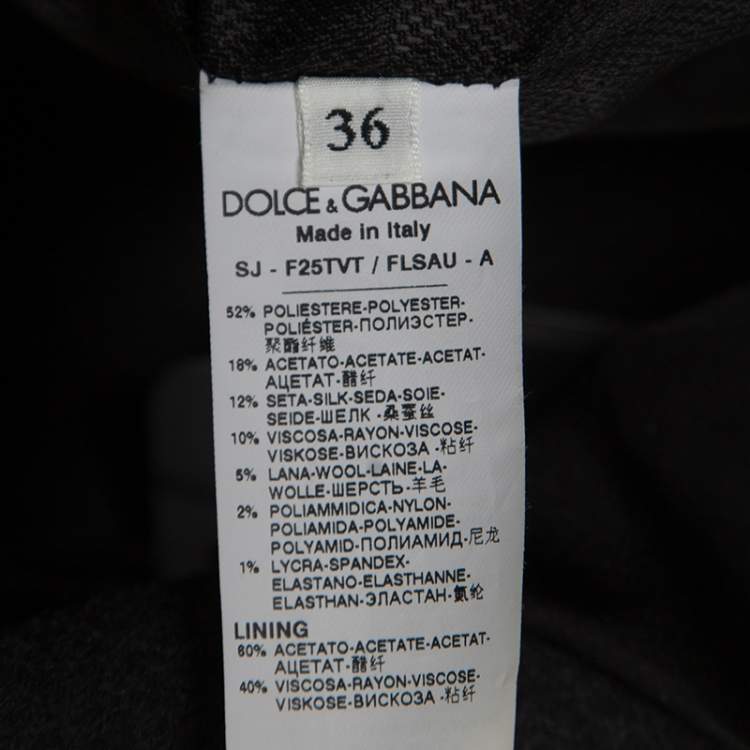 36
DOLCE & GABBANA
Made in Italy
SJ - F25TVT / FLSAU - A
52% POLIESTERE-POLYESTER-
POLIÉSTER-ПОЛИЭСТЕР-
聚酯纤维
18% ACETATO-ACETATE-ACETAT-
АЦЕТАТ-醋纤
12% SETA-SILK-SEDA-SOIE-
SEIDE-ШЕЛК-桑蚕丝
10% VISCOSA-RAYON-VISCOSE-
VISKOSE-ВИСКОЗА-粘纤
5% LANA-WOOL-LAINE-LA-
WOLLE-ШЕРСТЬ-羊毛
2% POLIAMMIDICA-NYLON-
POLIAMIDA-POLYAMIDE-
POLYAMID-ПОЛИАМИД-尼龙
1% LYCRA-SPANDEX-
ELASTANO-ELASTHANNE-
ELASTHAN-ЭЛАСТАН-氨纶
LINING
60% ACETATO-ACETATE-ACETAT-
АЦЕТАТ-醋纤
40% VISCOSA-RAYON-VISCOSE-
VISKOSE-ВИСКОЗА-粘纤